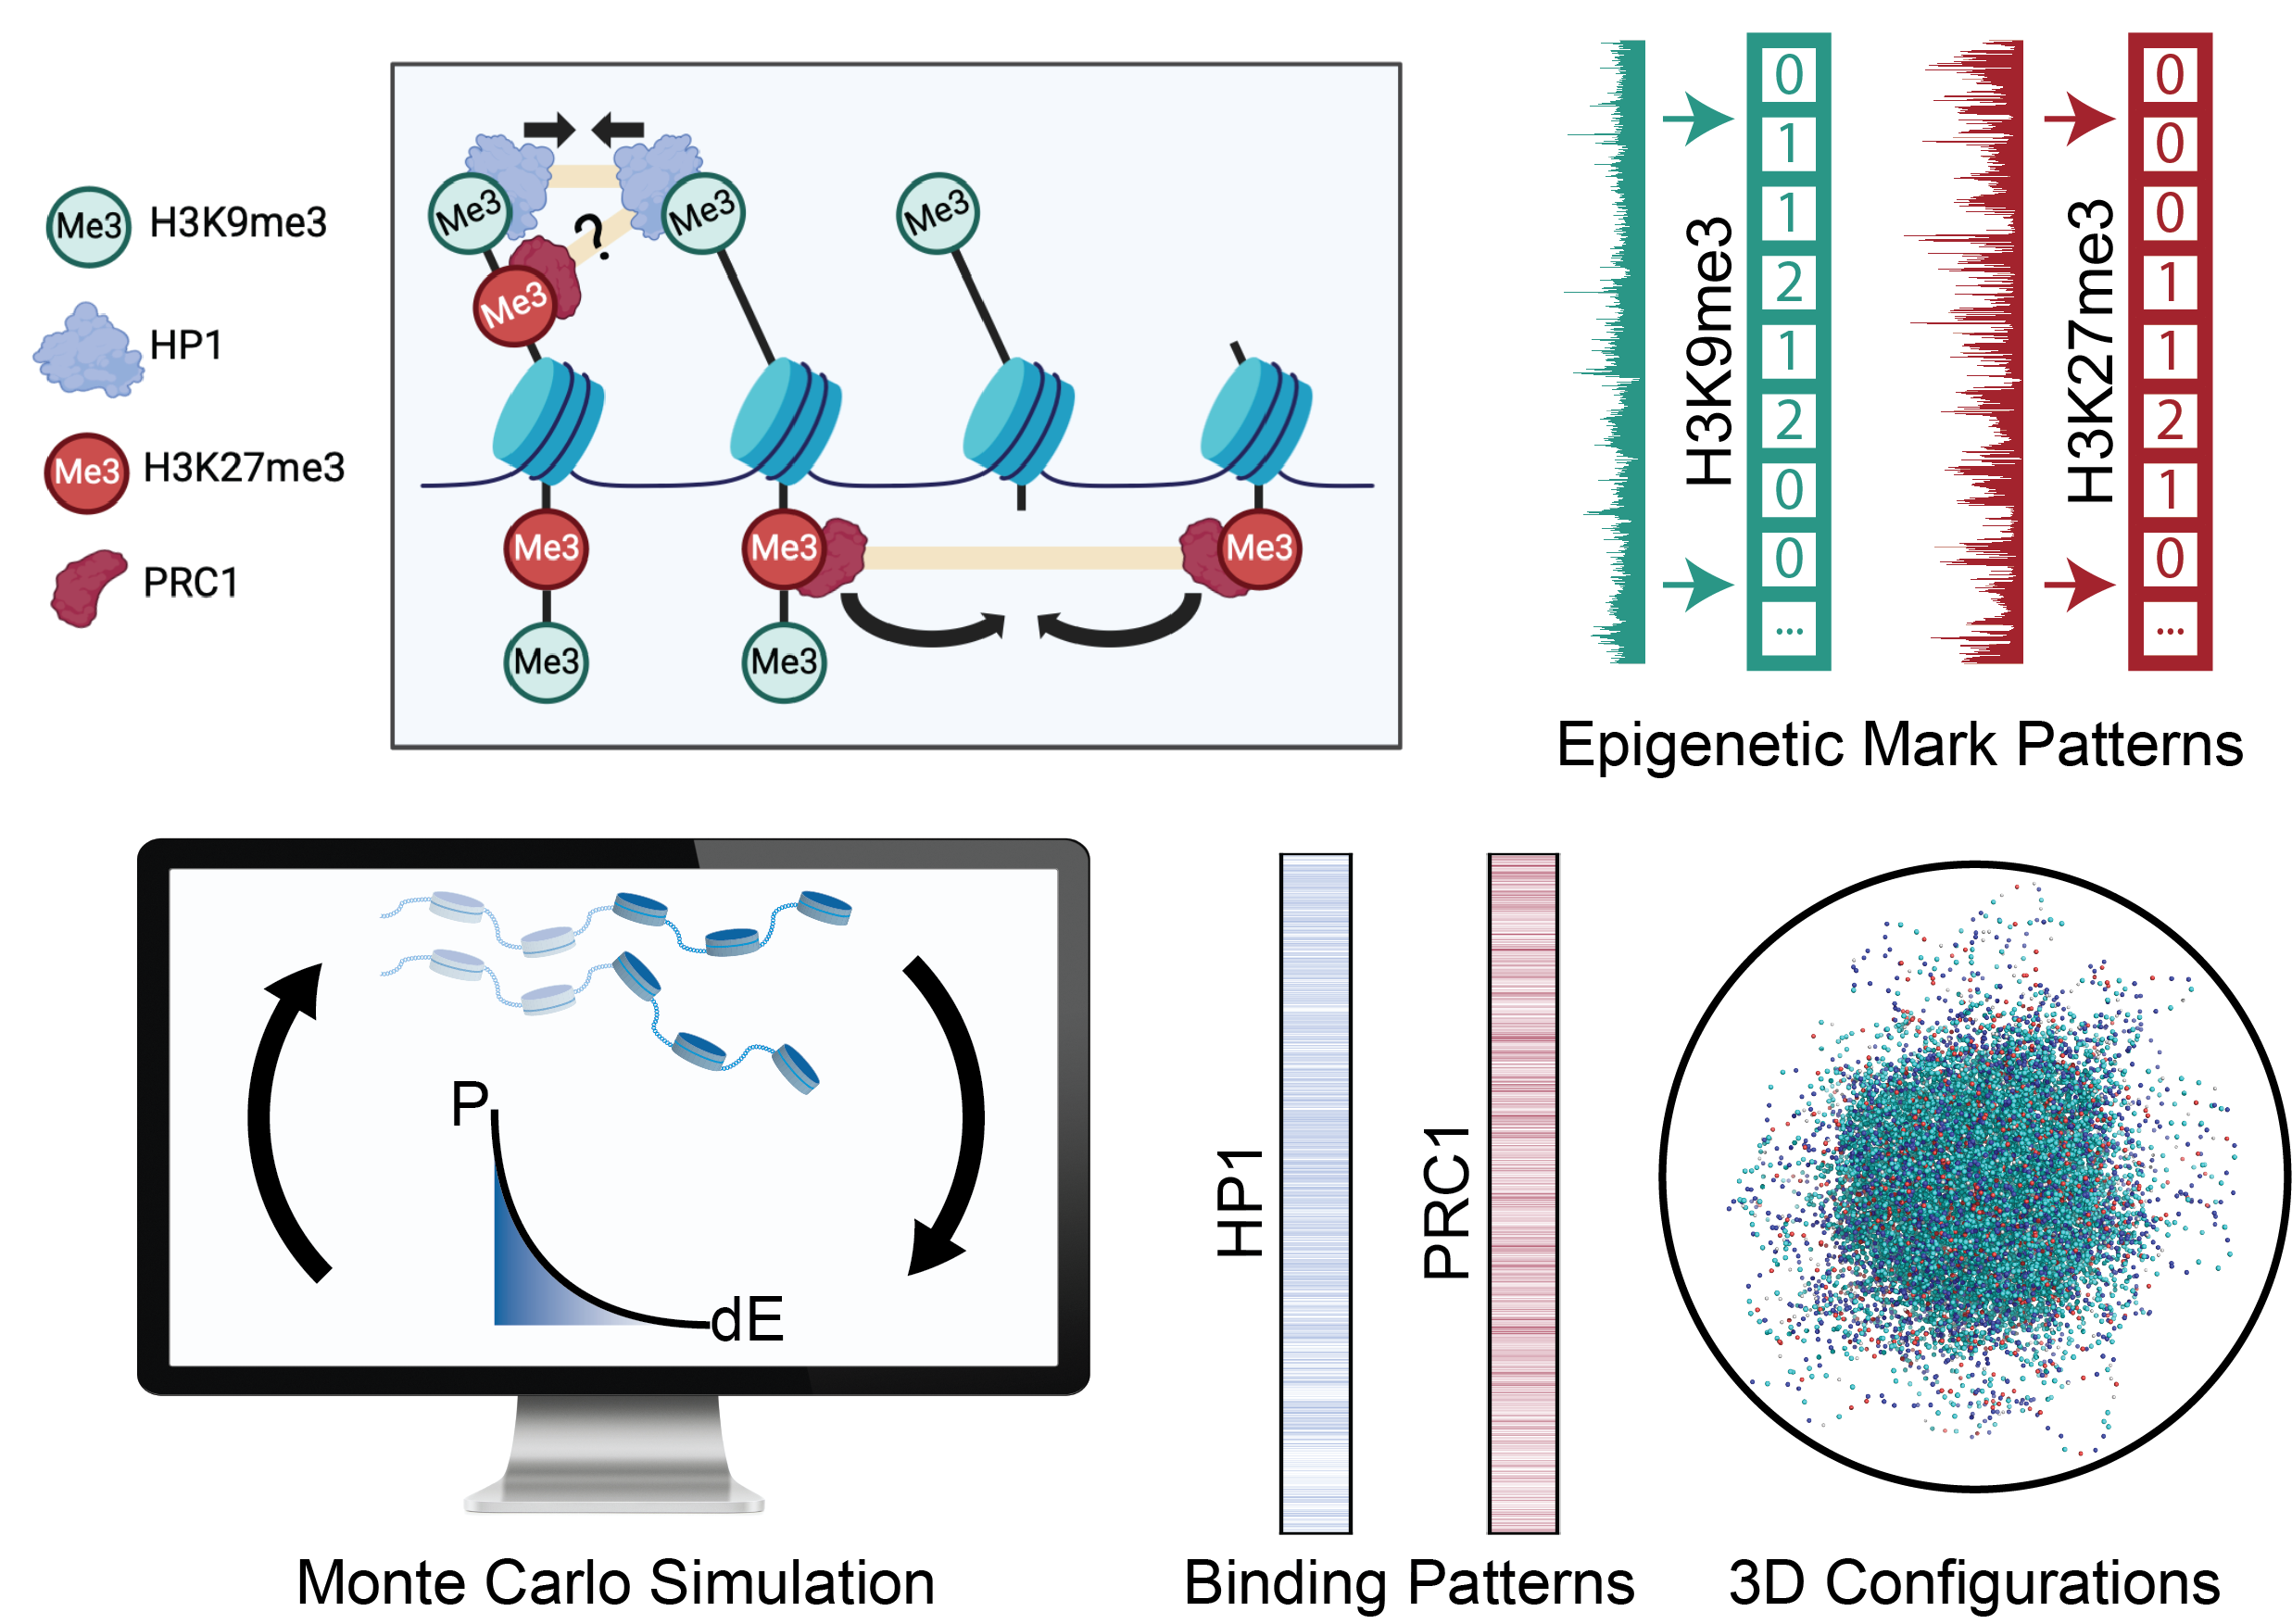 Me3 H3K9me3
HP1
Me3 H3K27me3
PRC1
Me3
Me3
Me3
?
Me3
Me3
Me3
Me3
Me3
Me3
H3K9me3
0
1
1
2
1
2
0
0
...
H3K27me3
0
0
0
1
1
2
1
0
...
Epigenetic Mark Patterns
P
dE
Monte Carlo Simulation
HP1
PRC1
Binding Patterns
3D Configurations